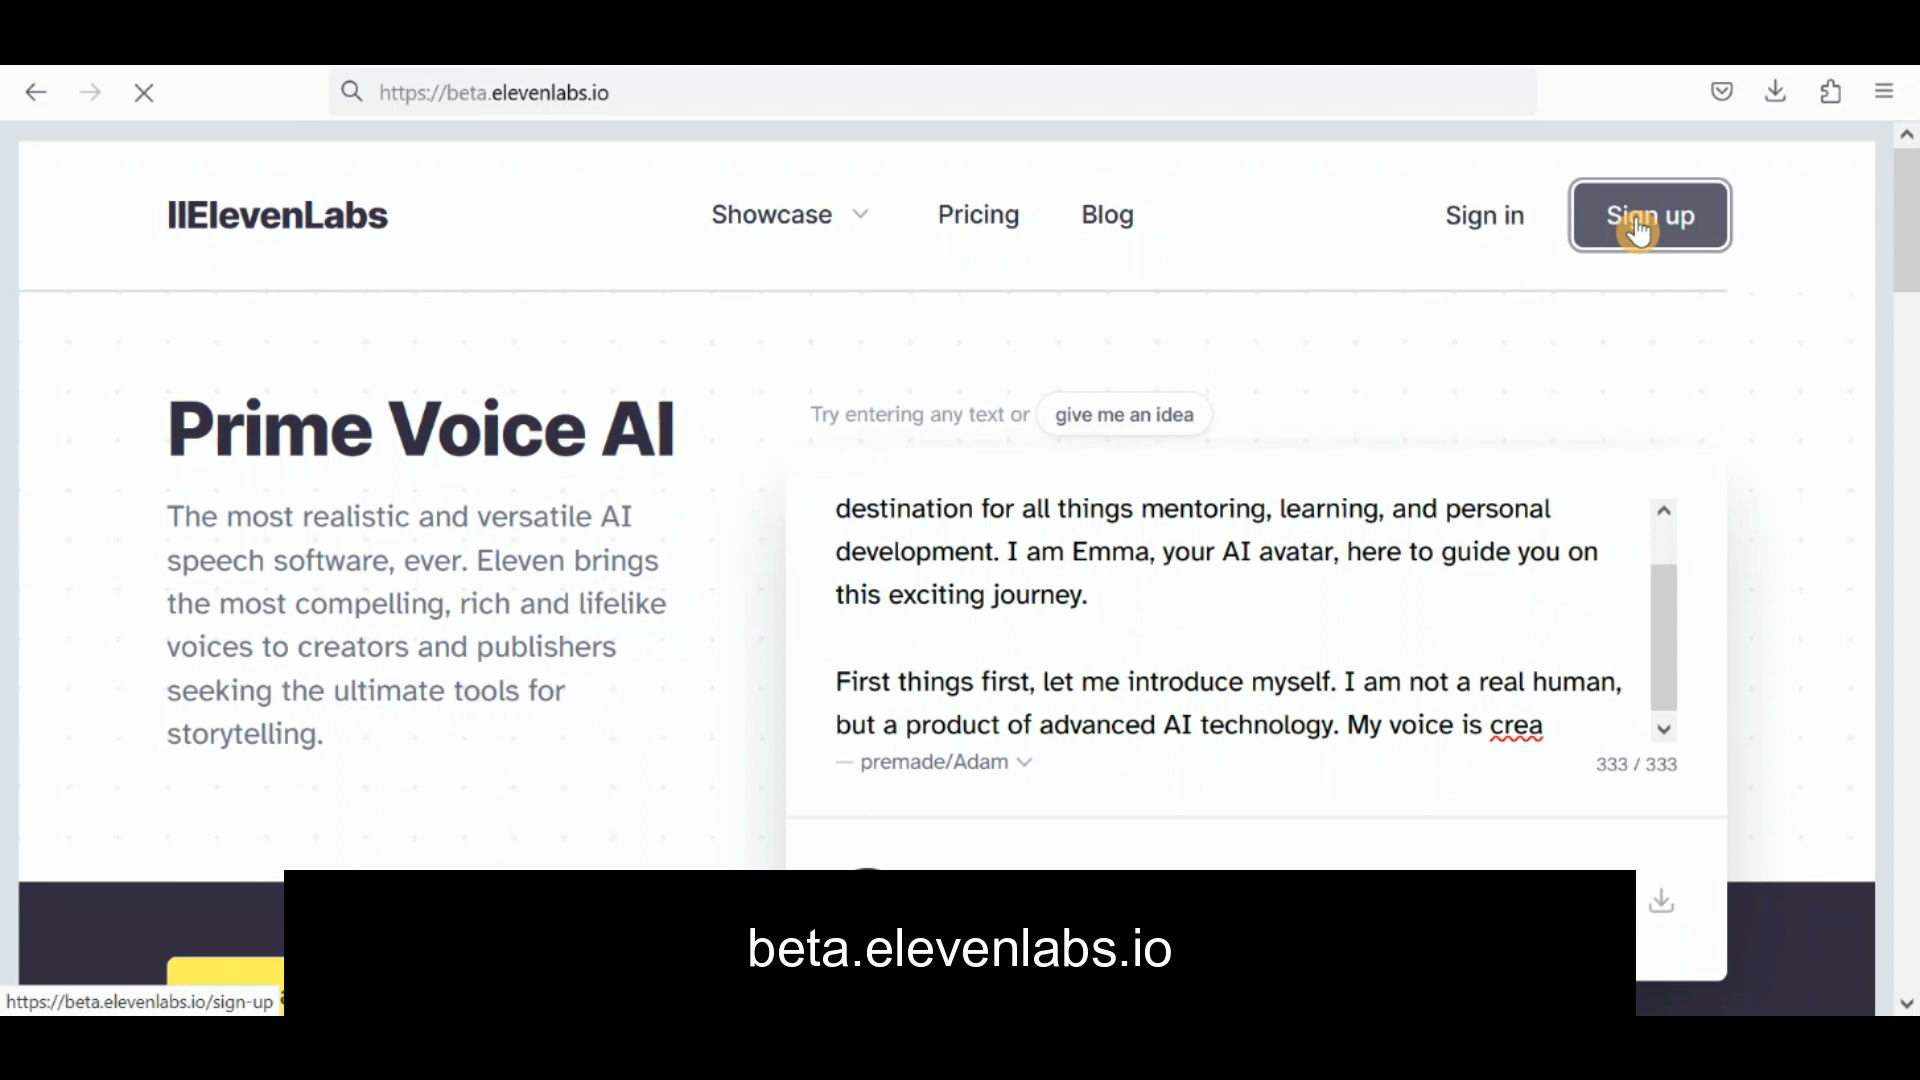 https://beta.elevenlabs.io
IIElevenLabs
Showcase
Pricing
Blog
Sign in
Sign up
Prime Voice AI
The most realistic and versatile AI
speech software, ever. Eleven brings
the most compelling, rich and lifelike
voices to creators and publishers
seeking the ultimate tools for
storytelling.
Try entering any text or give me an idea
destination for all things mentoring, learning, and personal
development. I am Emma, your AI avatar, here to guide you on
this exciting journey.
First things first, let me introduce myself. I am not a real human,
but a product of advanced AI technology. My voice is crea
— premade/Adam
333 / 333
beta.elevenlabs.io
https://beta.elevenlabs.io/sign-up